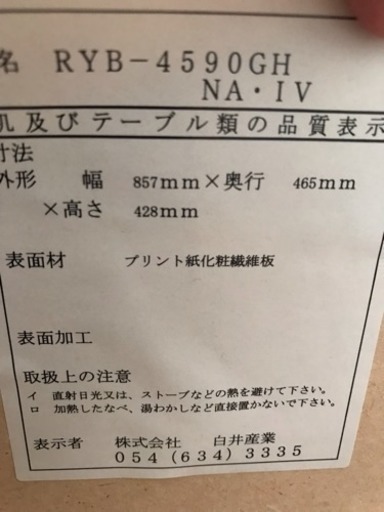 名 RYB－4590GH
NA・IV
机及びテーブル類の品質表示
寸法
外形 幅 857mm×奥行 465mm
×高さ 428mm
表面材 プリント紙化粧繊維板
表面加工
取扱上の注意
イ 直射日光又は、ストーブなどの熱を避けて下さい。
ロ 加熱したなべ、湯わかしなど直接置かないで下さい。
表示者 株式会社 白井産業
054（634）3335